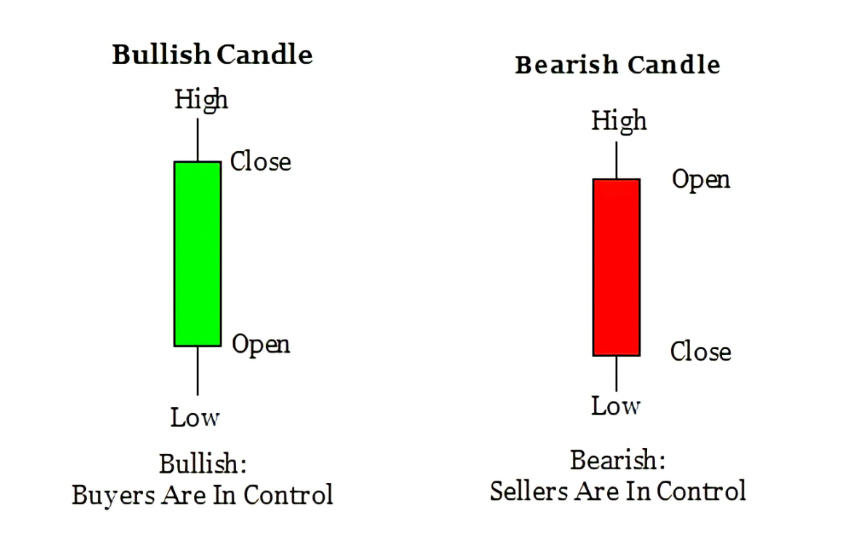 Bullish Candle
High
Close
Open
Low
Bullish:
Buyers Are In Control
Bearish Candle
High
Open
Close
Low
Bearish:
Sellers Are In Control